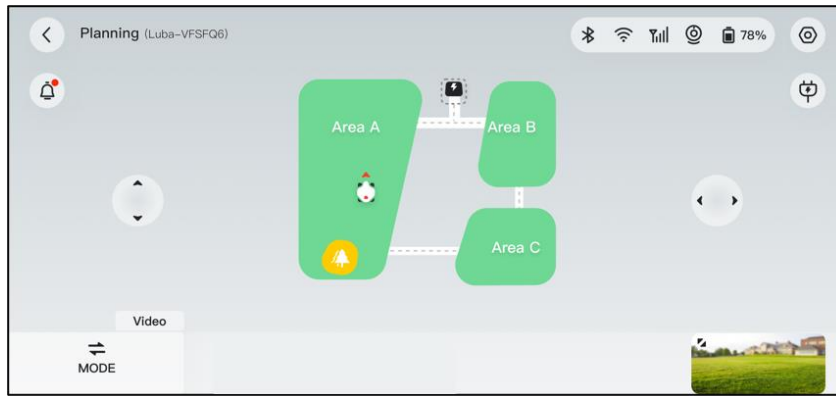 Planning (Luba-VFSFQ6)
78%
Area A
Area B
Area C
Video
MODE